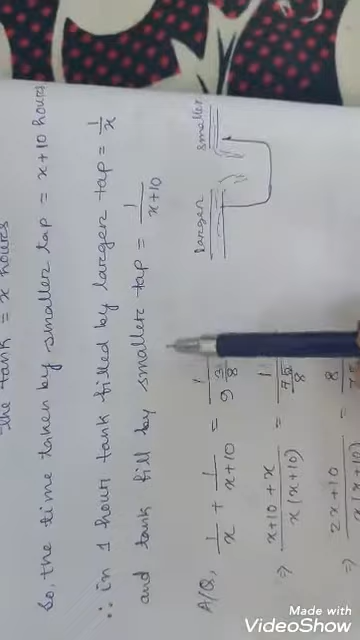 the tank = x hours
So, the time taken by smaller tap = x+10 hours
∴ in 1 hour tank filled by larger tap = 1/x
and tank fill by smaller tap = 1/(x+10)
larger smaller
A/Q, 1/x + 1/(x+10) = 1/(9 3/8)
⇒ (x+10+x)/(x(x+10)) = 1/(75/8)
⇒ (2x+10)/(x(x+10)) = 8/75
Made with
VideoShow